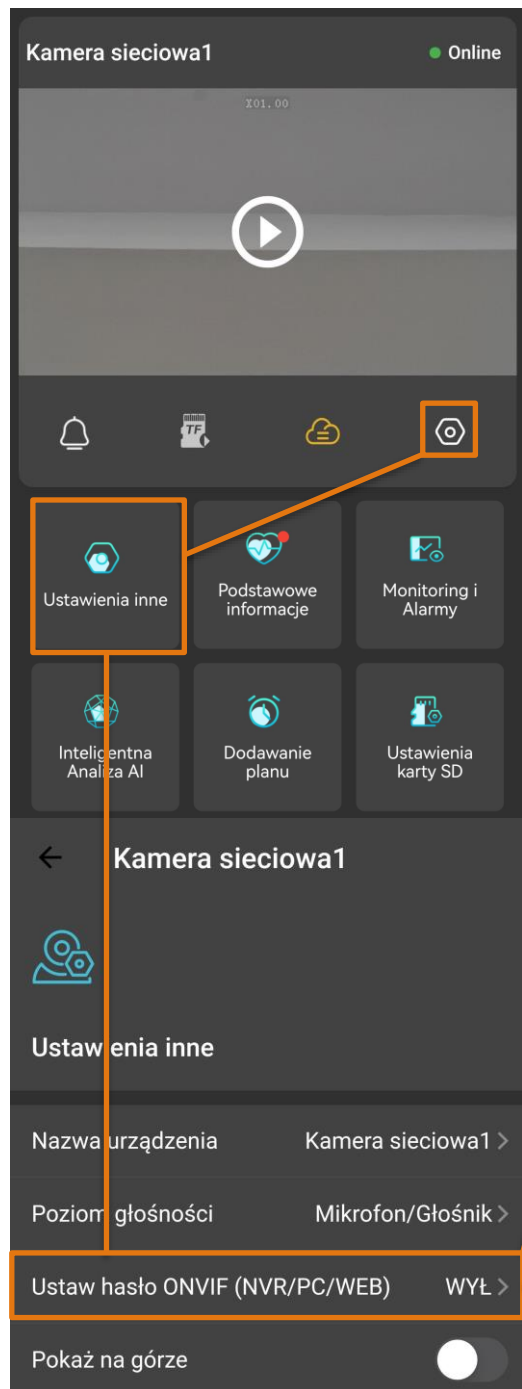 Kamera sieciowa1
Online
X01.00
TF
Ustawienia inne
Podstawowe
informacje
Monitoring i
Alarmy
Inteligentna
Analiza AI
Dodawanie
planu
Ustawienia
karty SD
Kamera sieciowa1
Ustawienia inne
Nazwa urządzenia Kamera sieciowa1
Poziom głośności Mikrofon/Głośnik
Ustaw hasło ONVIF (NVR/PC/WEB) WYŁ
Pokaż na górze